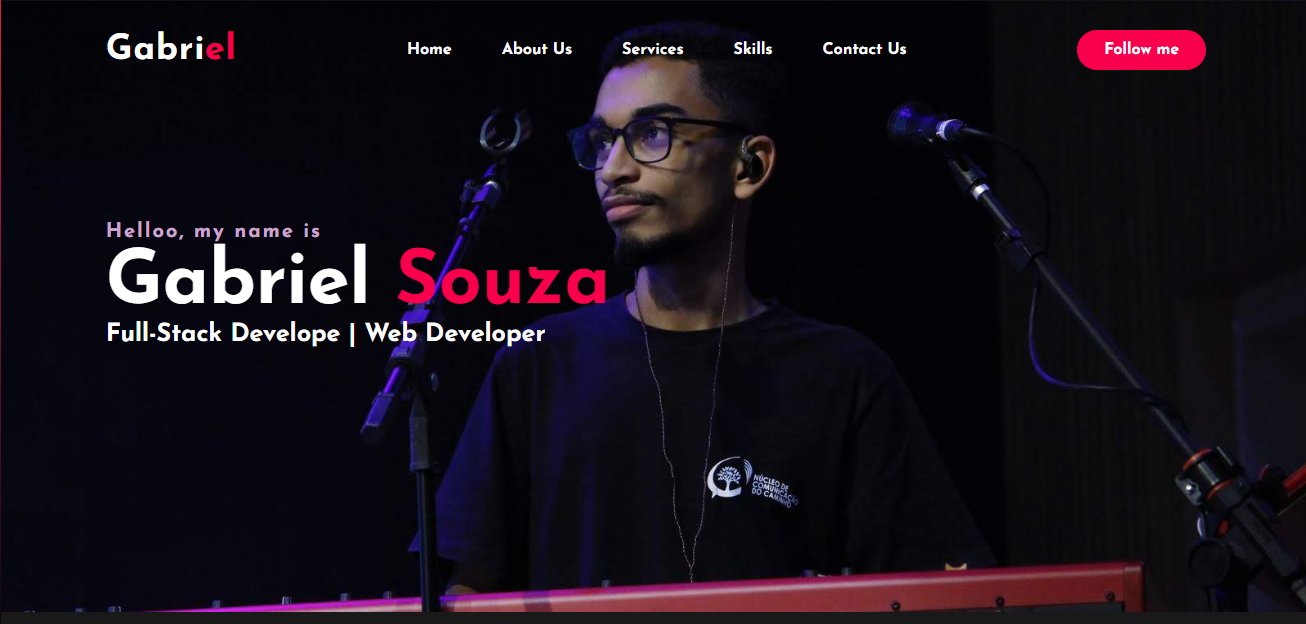 Gabriel
Home About Us Services Skills Contact Us
Follow me
Helloo, my name is
Gabriel Souza
Full-Stack Develope | Web Developer
NÚCLEO DE
COMUNICAÇÃO
DO CAMINHO